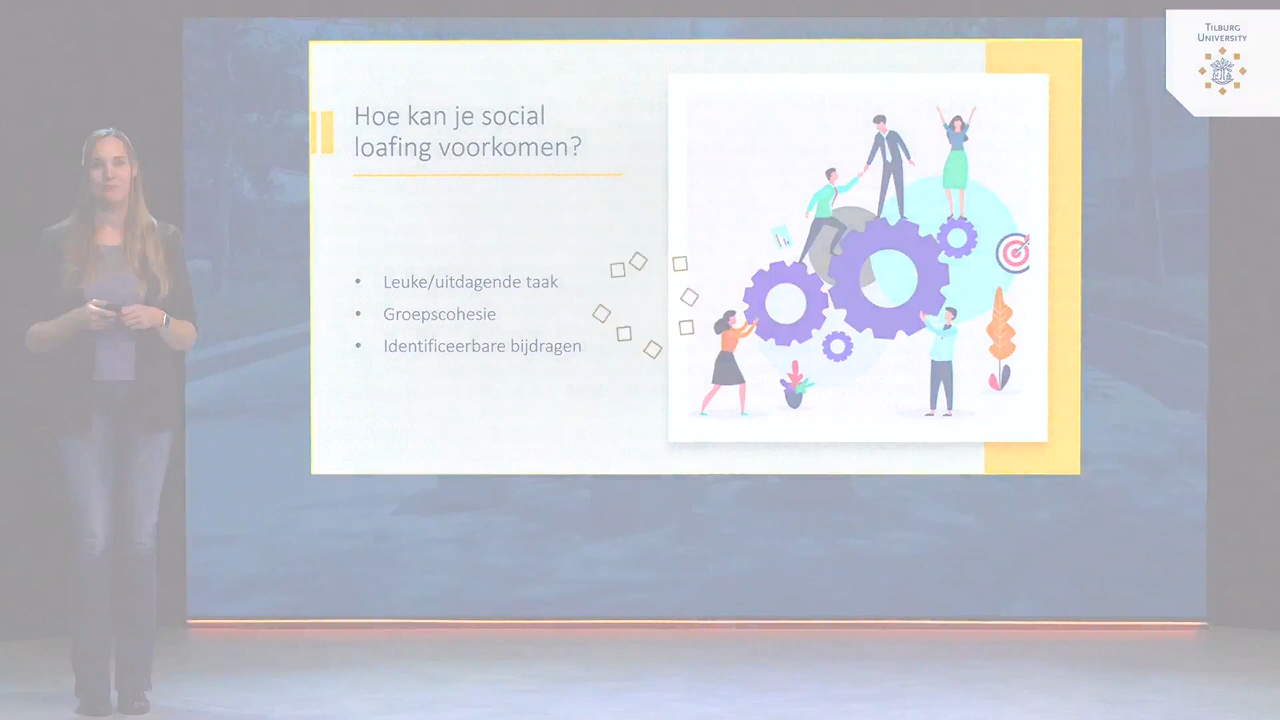 TILBURG
UNIVERSITY
Hoe kan je social
loafing voorkomen?
• Leuke/uitdagende taak
• Groepscohesie
• Identificeerbare bijdragen